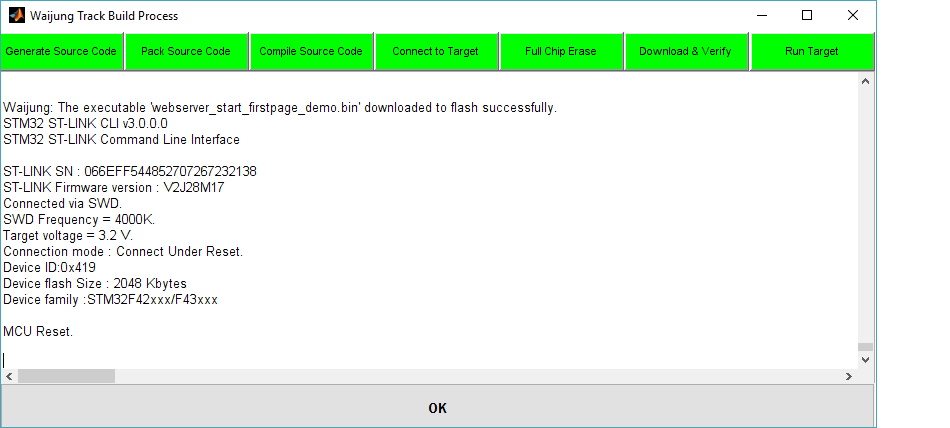 Waijung Track Build Process
Generate Source Code
Pack Source Code
Compile Source Code
Connect to Target
Full Chip Erase
Download & Verify
Run Target
Waijung: The executable 'webserver_start_firstpage_demo.bin' downloaded to flash successfully.
STM32 ST-LINK CLI v3.0.0.0
STM32 ST-LINK Command Line Interface
ST-LINK SN : 066EFF544852707267232138
ST-LINK Firmware version : V2J28M17
Connected via SWD.
SWD Frequency = 4000K.
Target voltage = 3.2 V.
Connection mode : Connect Under Reset.
Device ID:0x419
Device flash Size : 2048 Kbytes
Device family :STM32F42xxx/F43xxx
MCU Reset.
OK